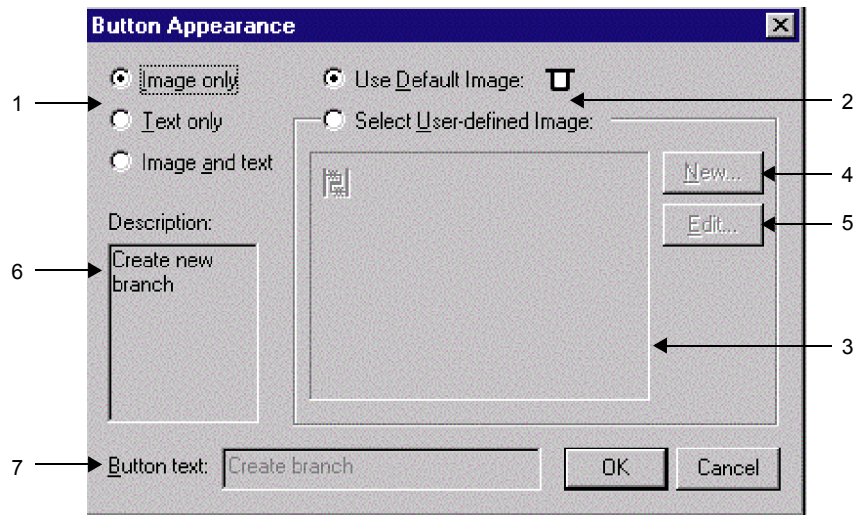 Button Appearance
Image only
Use Default Image:
1
2
Text only
Select User-defined Image:
Image and text
New...
4
Description:
Edit...
5
6
Create new
branch
3
7
Button text:
Create branch
OK
Cancel